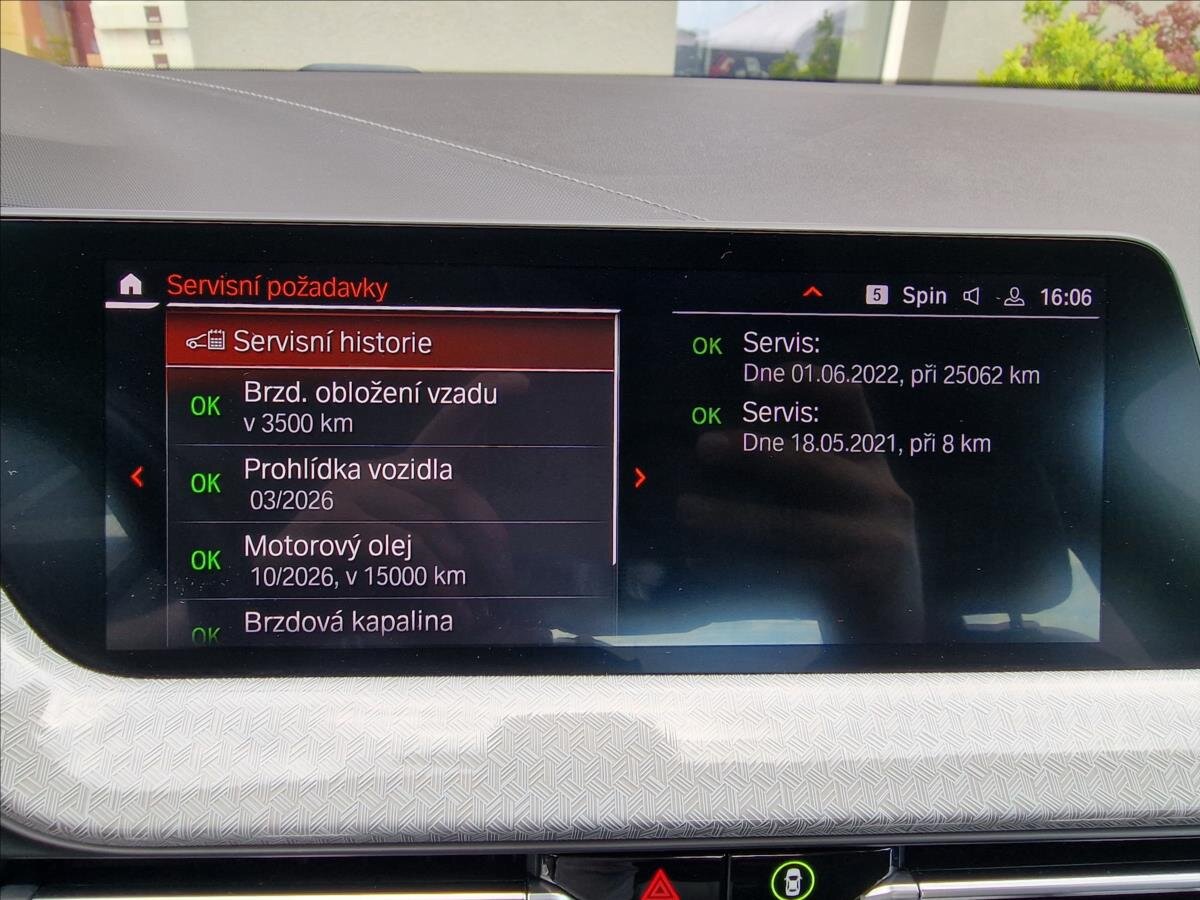 Servisní požadavky
5 Spin 16:06
Servisní historie
OK Brzd. obložení vzadu
v 3500 km
OK Prohlídka vozidla
03/2026
OK Motorový olej
10/2026, v 15000 km
OK Brzdová kapalina
OK Servis:
Dne 01.06.2022, při 25062 km
OK Servis:
Dne 18.05.2021, při 8 km